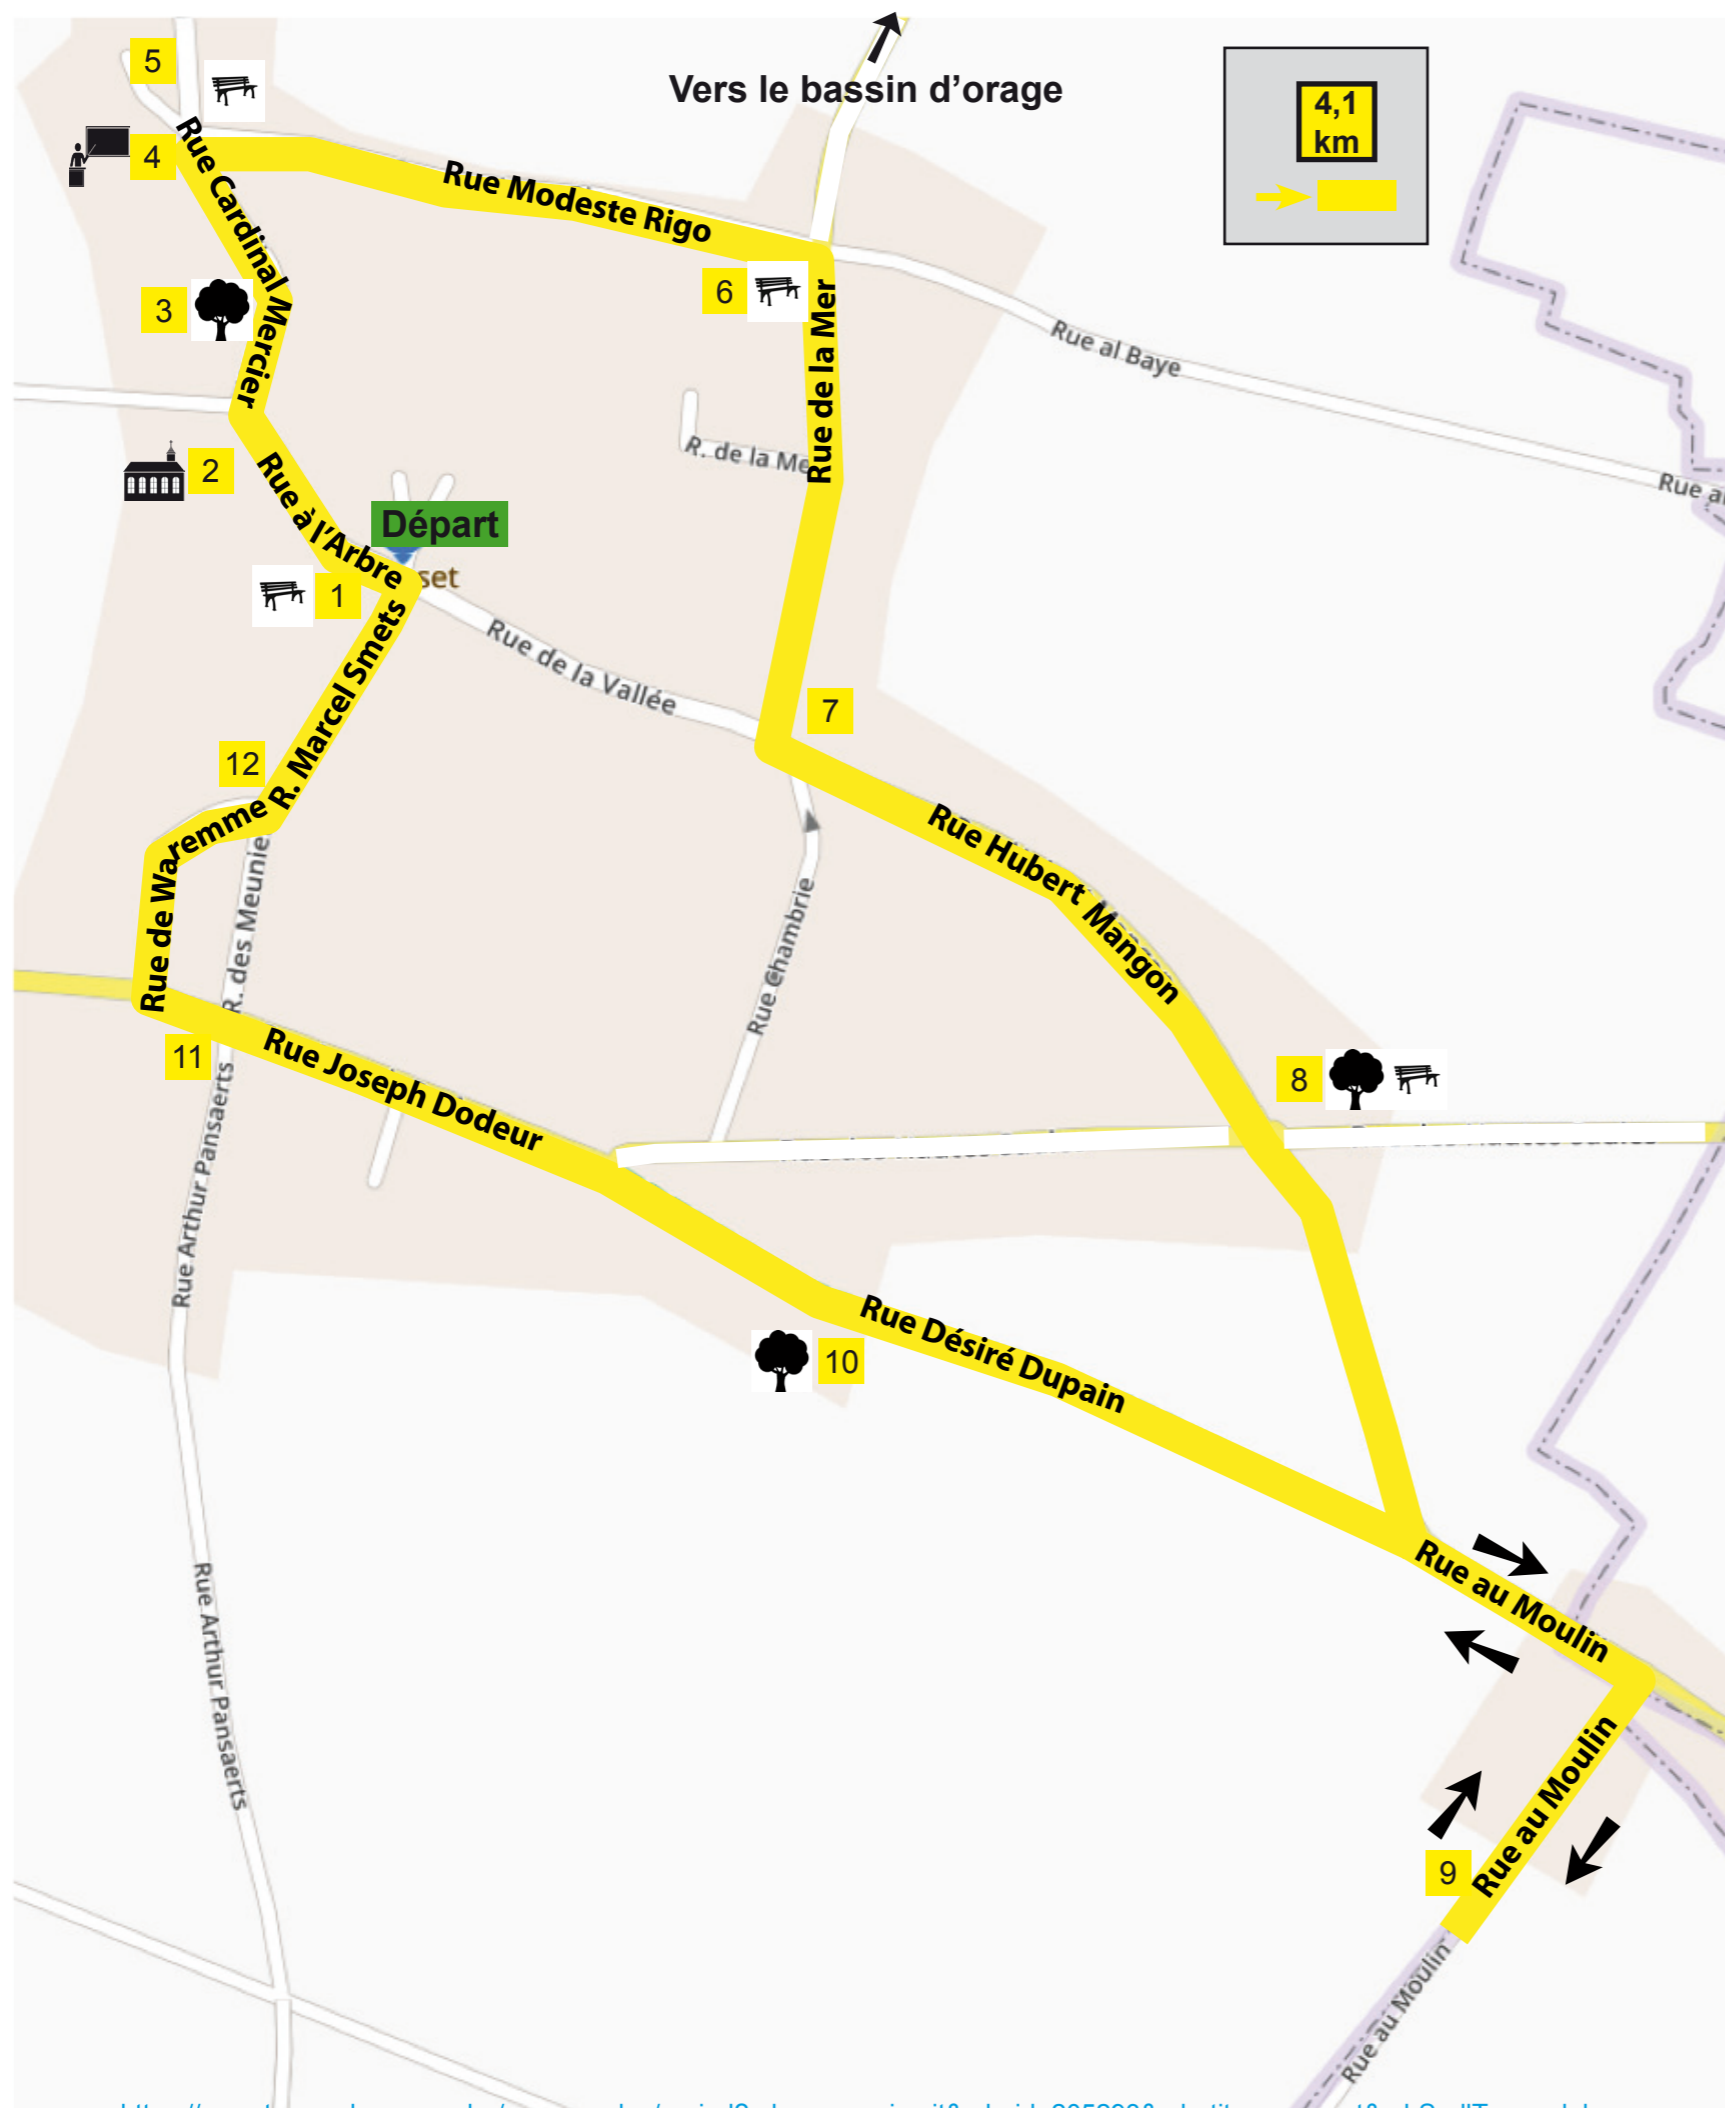 5
Vers le bassin d'orage
4,1
km
4
Rue Cardinal Mercier
Rue Modeste Rigo
3
6
Rue de la Mer
Rue al Baye
R. de la Me
Rue al
2
Rue à l'Arbre
Départ
set
1
R. Marcel Smets
Rue de la Vallée
7
12
Rue de Waremme
R. des Meunie
Rue Hubert Mangon
Rue Chambrie
11
Rue Joseph Dodeur
8
Rue Arthur Pansaerts
10
Rue Désiré Dupain
Rue au Moulin
Rue Arthur Pansaerts
Rue au Moulin
9
Rue au Moulin